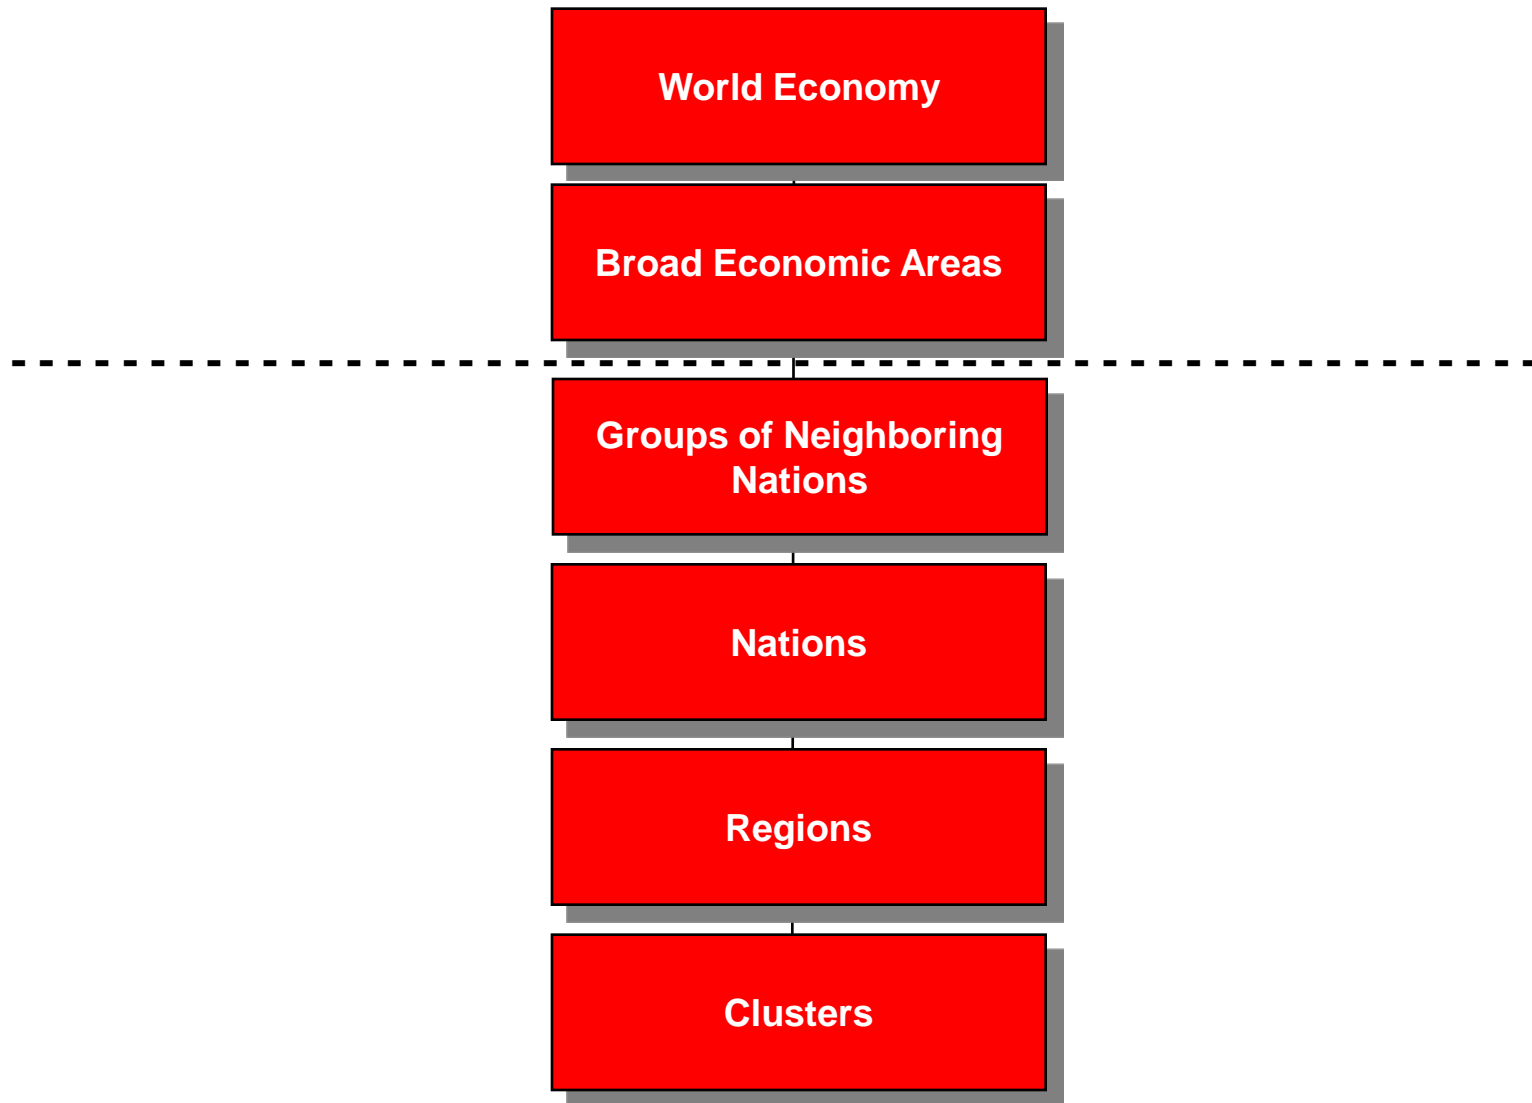 World Economy
Broad Economic Areas
Groups of Neighboring
Nations
Nations
Regions
Clusters